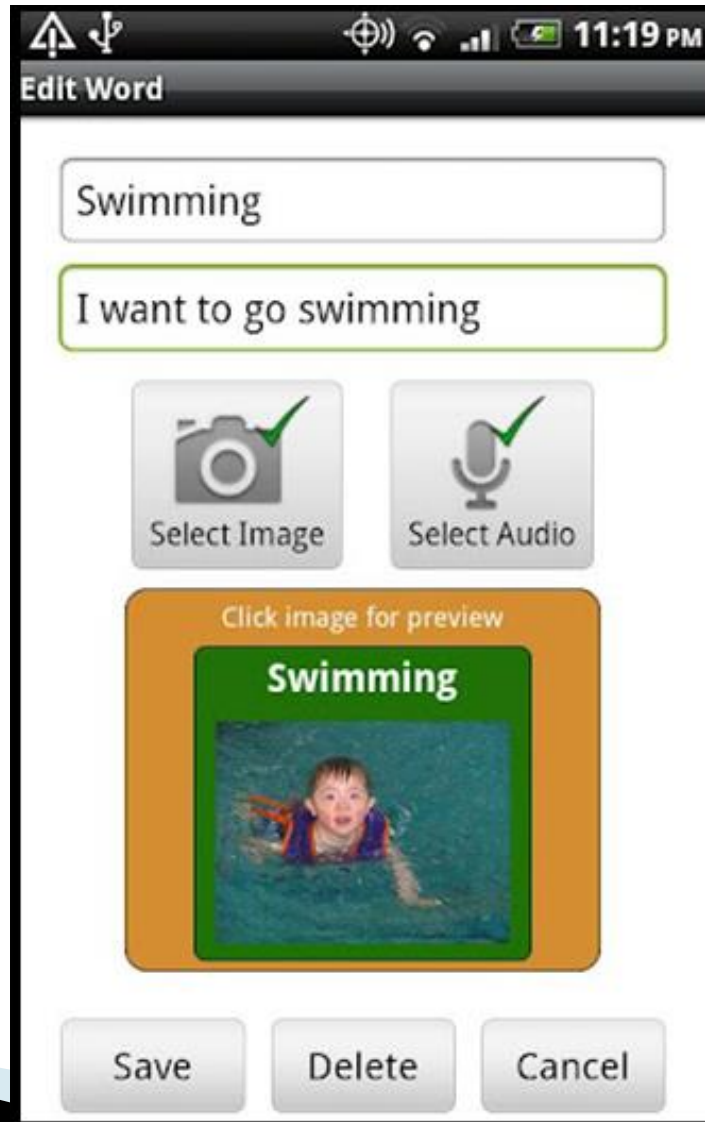 11:19 PM
Edit Word
Swimming
I want to go swimming
Select Image
Select Audio
Click image for preview
Swimming
Save
Delete
Cancel